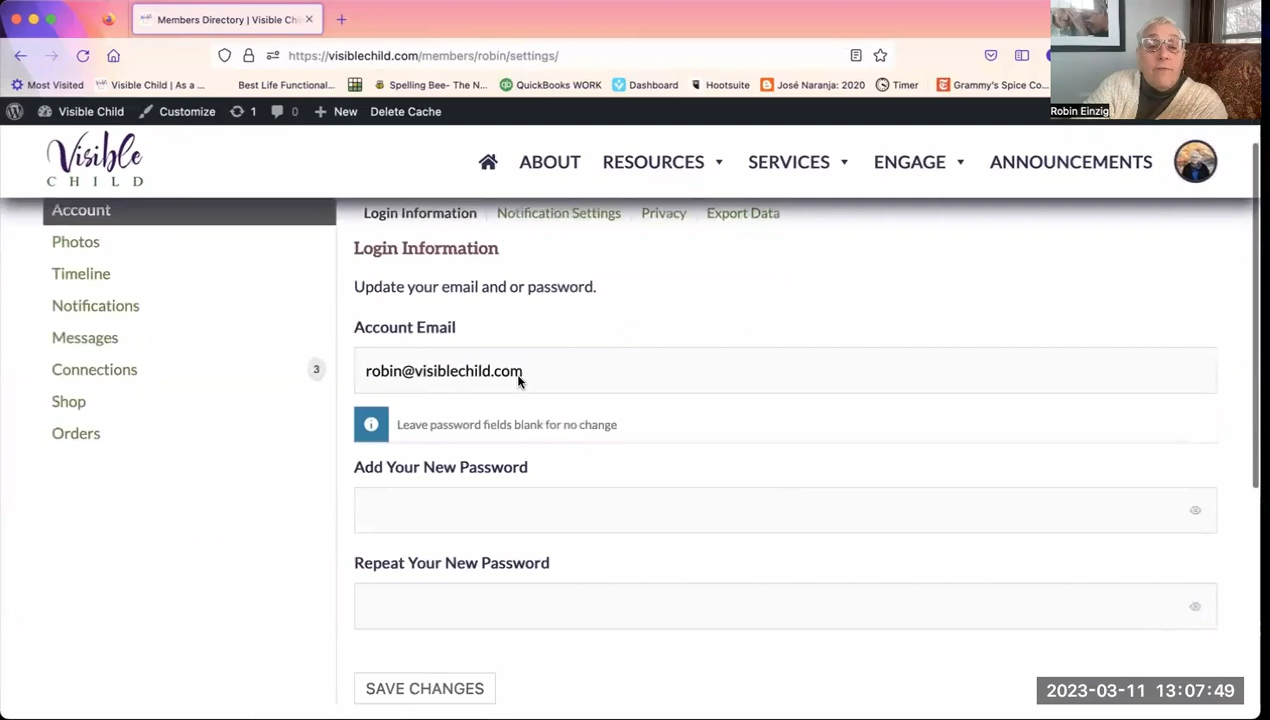 Members Directory | Visible Chi
https://visiblechild.com/members/robin/settings/
Most Visited
Visible Child | As a ...
Best Life Functional...
Spelling Bee- The N...
QuickBooks WORK
Dashboard
Hootsuite
José Naranja: 2020
Timer
Grammy's Spice Co...
Robin Einzig
Visible Child
Customize
1
0
New
Delete Cache
Visible
CHILD
ABOUT
RESOURCES
SERVICES
ENGAGE
ANNOUNCEMENTS
Account
Photos
Timeline
Notifications
Messages
Connections
3
Shop
Orders
Login Information
Notification Settings
Privacy
Export Data
Login Information
Update your email and or password.
Account Email
robin@visiblechild.com
Leave password fields blank for no change
Add Your New Password
Repeat Your New Password
SAVE CHANGES
2023-03-11 13:07:49